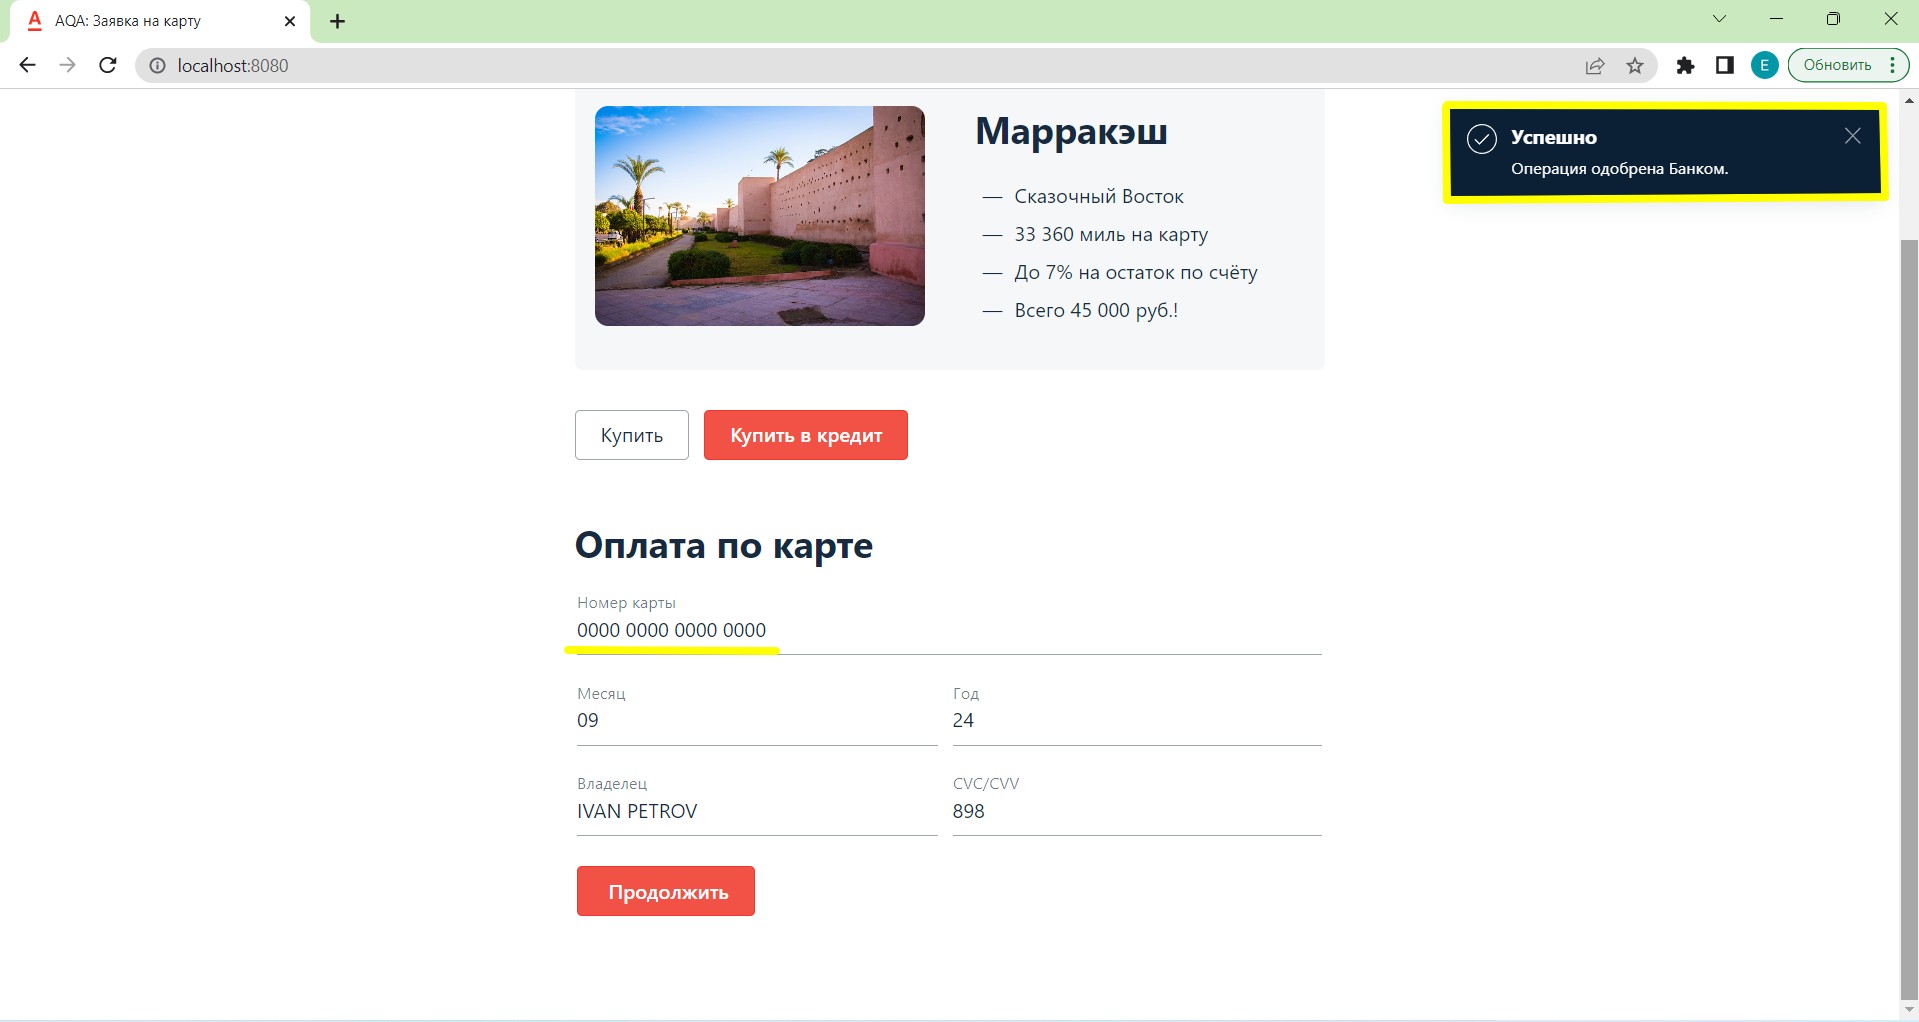 A AQA: Заявка на карту
localhost:8080
E
Обновить
Марракэш
— Сказочный Восток
— 33 360 миль на карту
— До 7% на остаток по счёту
— Всего 45 000 руб.!
Успешно
Операция одобрена Банком.
Купить Купить в кредит
Оплата по карте
Номер карты
0000 0000 0000 0000
Месяц Год
09 24
Владелец CVC/CVV
IVAN PETROV 898
Продолжить